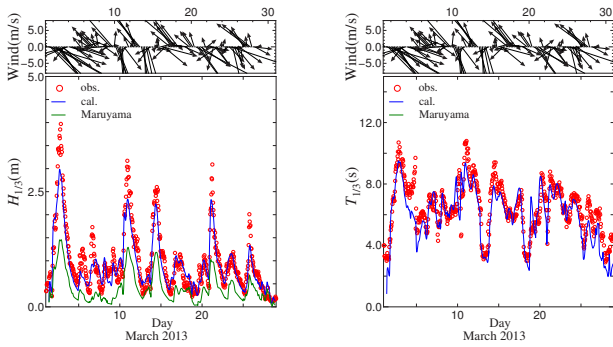 10 20 30
Wind(m/s)
5.0
0.0
−5.0
5.0
obs.
cal.
Maruyama
H1/3(m)
2.5
0.0
10 20
Day
March 2013
10 20 30
Wind(m/s)
5.0
0.0
−5.0
obs.
cal.
Maruyama
T1/3(s)
12.0
8.0
4.0
0.0
10 20
Day
March 2013